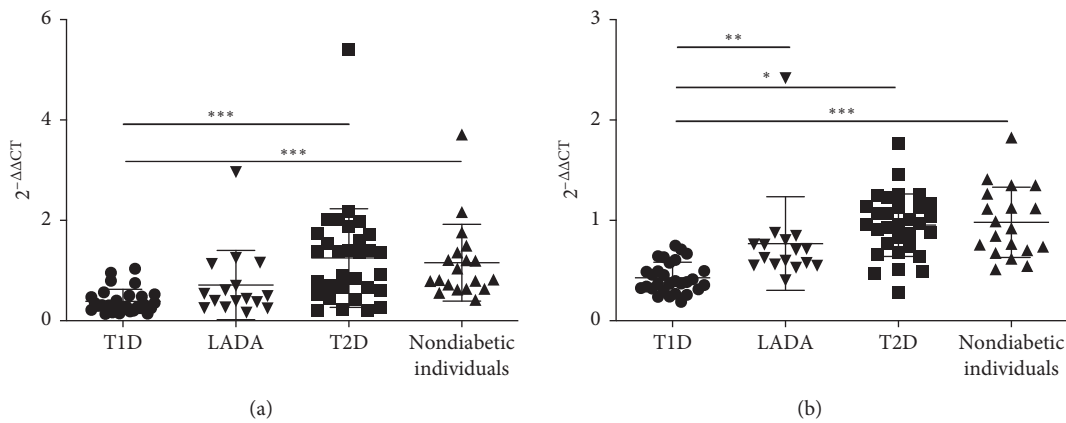 6
4
2
0
2^−ΔΔCT
***
***
T1D
LADA
T2D
Nondiabetic
individuals
(a)
3
2
1
0
2^−ΔΔCT
**
*
***
T1D
LADA
T2D
Nondiabetic
individuals
(b)